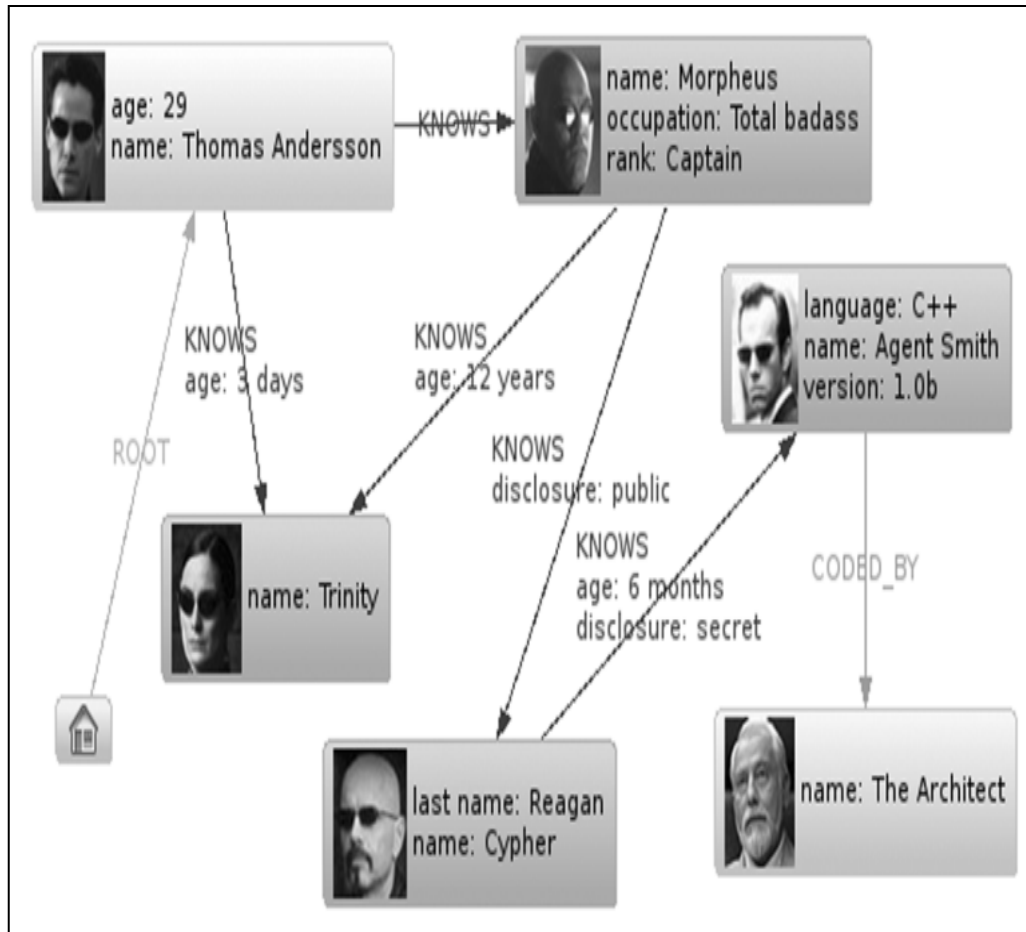 age: 29
name: Thomas Andersson
KNOWS
name: Morpheus
occupation: Total badass
rank: Captain
language: C++
name: Agent Smith
version: 1.0b
KNOWS
age: 3 days
KNOWS
age: 12 years
ROOT
KNOWS
disclosure: public
KNOWS
age: 6 months
disclosure: secret
CODED_BY
name: Trinity
last name: Reagan
name: Cypher
name: The Architect